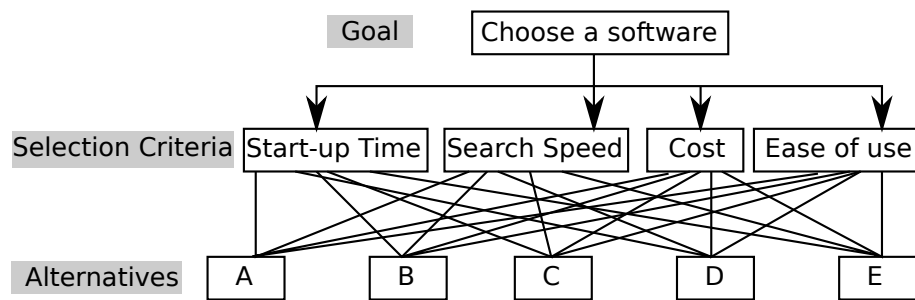 Goal
Choose a software
Selection Criteria
Start-up Time
Search Speed
Cost
Ease of use
Alternatives
A
B
C
D
E